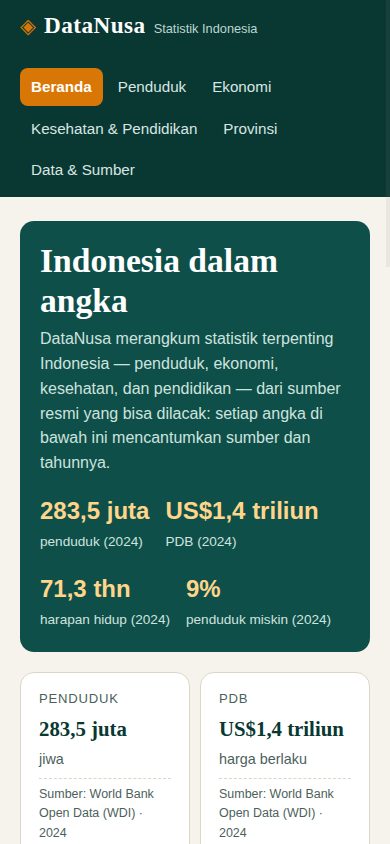 ◈ DataNusa Statistik Indonesia
Beranda Penduduk Ekonomi
Kesehatan & Pendidikan Provinsi
Data & Sumber
Indonesia dalam
angka
DataNusa merangkum statistik terpenting
Indonesia — penduduk, ekonomi,
kesehatan, dan pendidikan — dari sumber
resmi yang bisa dilacak: setiap angka di
bawah ini mencantumkan sumber dan
tahunnya.
283,5 juta US$1,4 triliun
penduduk (2024) PDB (2024)
71,3 thn 9%
harapan hidup (2024) penduduk miskin (2024)
PENDUDUK
283,5 juta
jiwa
Sumber: World Bank
Open Data (WDI) ·
2024
PDB
US$1,4 triliun
harga berlaku
Sumber: World Bank
Open Data (WDI) ·
2024